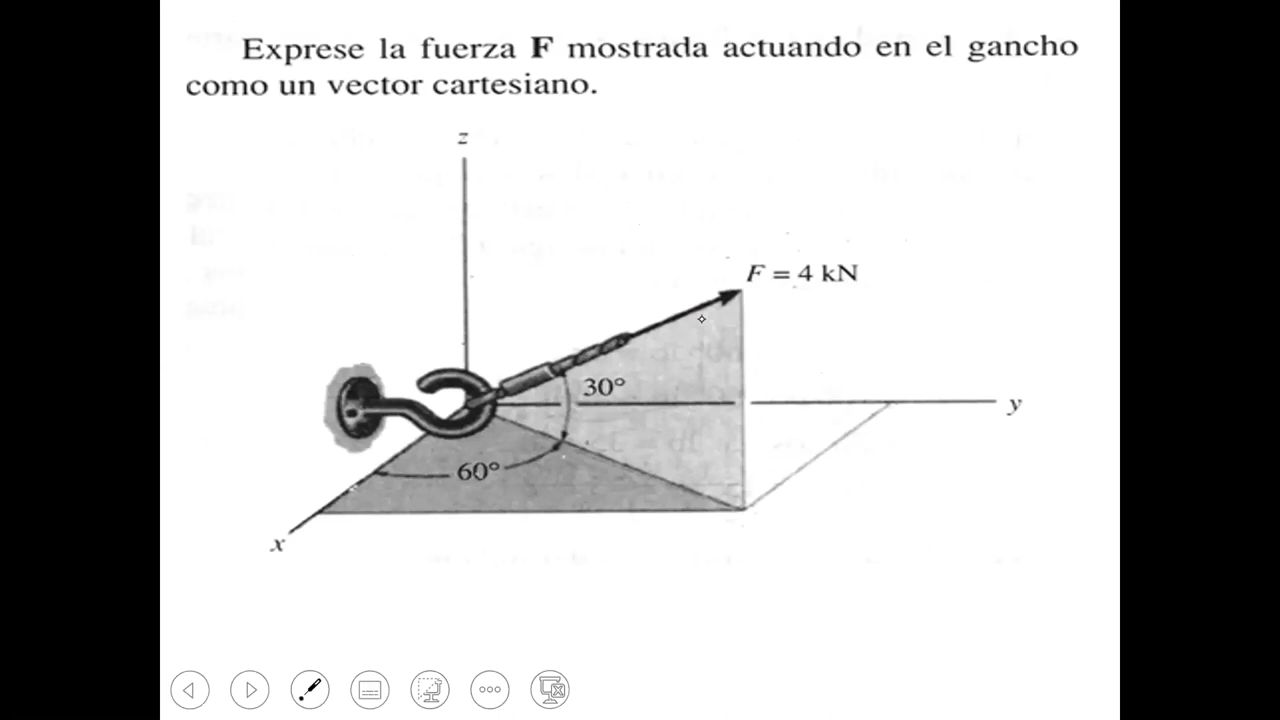 Exprese la fuerza F mostrada actuando en el gancho
como un vector cartesiano.
z
F = 4 kN
30°
y
60°
x